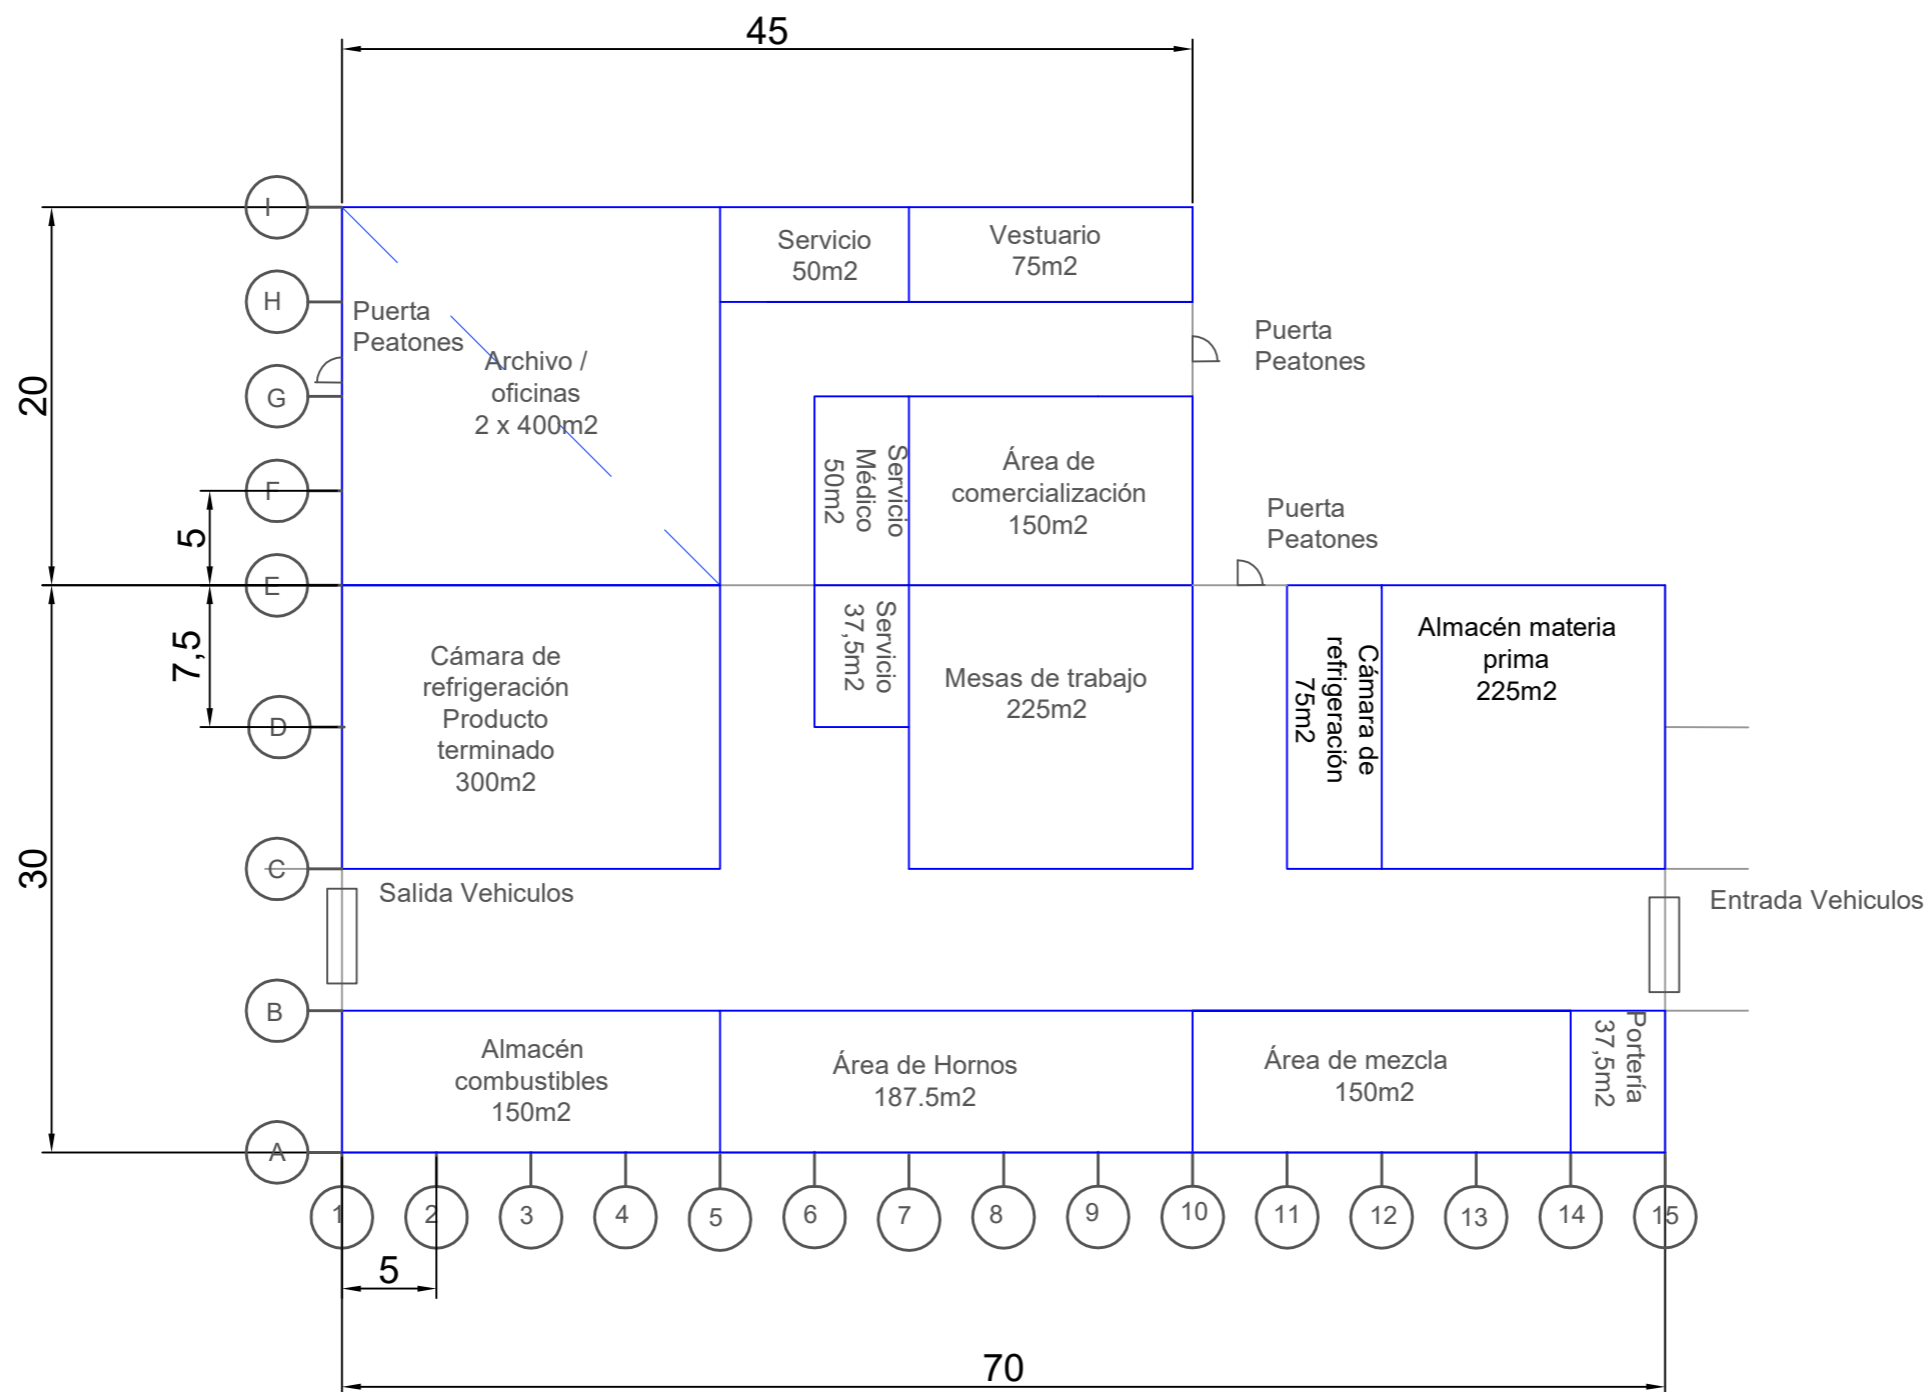 45
I
Servicio
50m2
Vestuario
75m2
H
Puerta
Peatones
Puerta
Peatones
Archivo /
oficinas
2 x 400m2
20
G
Servicio
Médico
50m2
Área de
comercialización
150m2
F
5
Puerta
Peatones
E
7,5
Servicio
37,5m2
Cámara de
refrigeración
Producto
terminado
300m2
Mesas de trabajo
225m2
Cámara de
refrigeración
75m2
Almacén materia
prima
225m2
D
30
C
Salida Vehiculos
Entrada Vehiculos
B
Almacén
combustibles
150m2
Área de Hornos
187.5m2
Área de mezcla
150m2
Portería
37,5m2
A
1
2
3
4
5
6
7
8
9
10
11
12
13
14
15
5
70